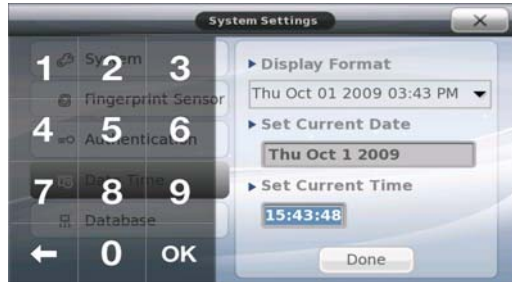 System Settings
1 2 3
4 5 6
7 8 9
0 OK
System
Fingerprint Sensor
Authentication
Date Time
Database
Display Format
Thu Oct 01 2009 03:43 PM
Set Current Date
Thu Oct 1 2009
Set Current Time
15:43:48
Done